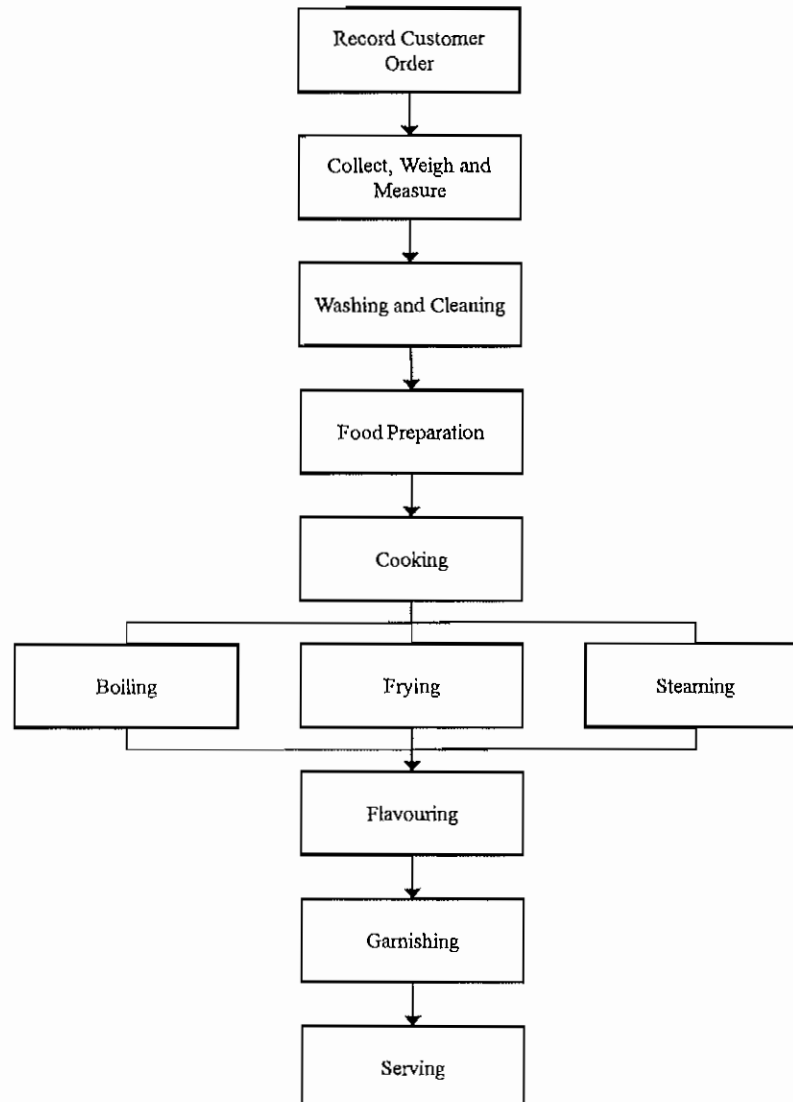 Record Customer
Order
Collect, Weigh and
Measure
Washing and Cleaning
Food Preparation
Cooking
Boiling
Frying
Steaming
Flavouring
Garnishing
Serving